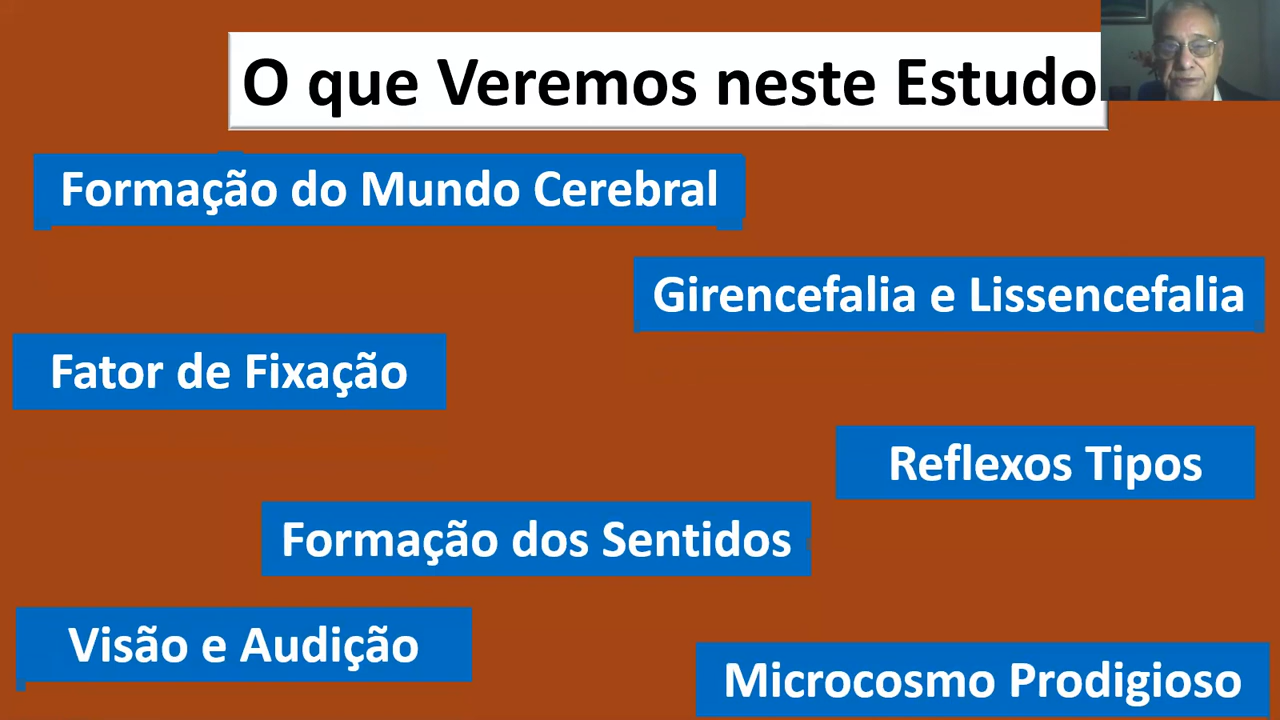 O que Veremos neste Estudo
Formação do Mundo Cerebral
Girencefalia e Lissencefalia
Fator de Fixação
Reflexos Tipos
Formação dos Sentidos
Visão e Audição
Microcosmo Prodigioso